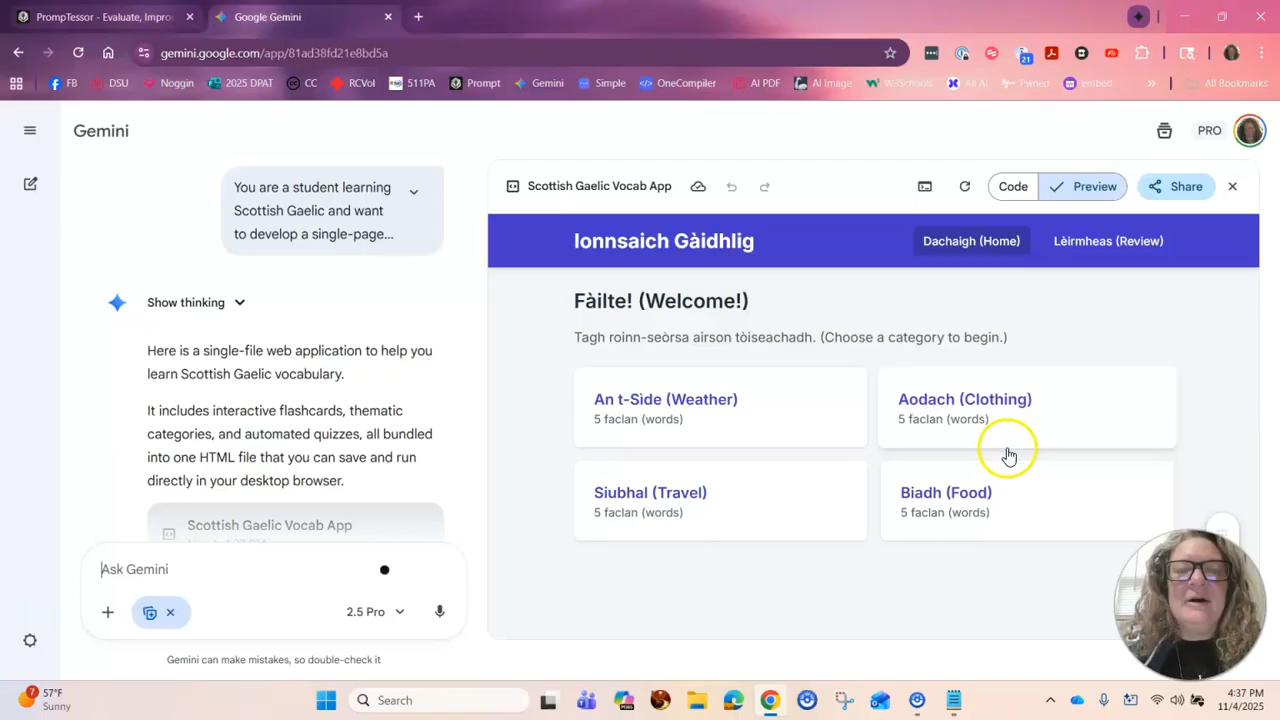 PrompTessor - Evaluate, Impro
Google Gemini
gemini.google.com/app/81ad38fd21e8bd5a
21
FB
DSU
Noggin
2025 DPAT
CC
RCVol
511PA
Prompt
Gemini
Simple
OneCompiler
AI PDF
AI Image
W3Schools
All AI
Pwned
embed
»
All Bookmarks
Gemini
PRO
You are a student learning
Scottish Gaelic and want
to develop a single-page...
Show thinking
Here is a single-file web application to help you
learn Scottish Gaelic vocabulary.
It includes interactive flashcards, thematic
categories, and automated quizzes, all bundled
into one HTML file that you can save and run
directly in your desktop browser.
Scottish Gaelic Vocab App
Ask Gemini
2.5 Pro
Gemini can make mistakes, so double-check it
Scottish Gaelic Vocab App
Code
Preview
Share
Ionnsaich Gàidhlig
Dachaigh (Home)
Lèirmheas (Review)
Fàilte! (Welcome!)
Tagh roinn-seòrsa airson tòiseachadh. (Choose a category to begin.)
An t-Sìde (Weather)
5 faclan (words)
Aodach (Clothing)
5 faclan (words)
Siubhal (Travel)
5 faclan (words)
Biadh (Food)
5 faclan (words)
7
57°F
Sunny
Search
4:37 PM
11/4/2025